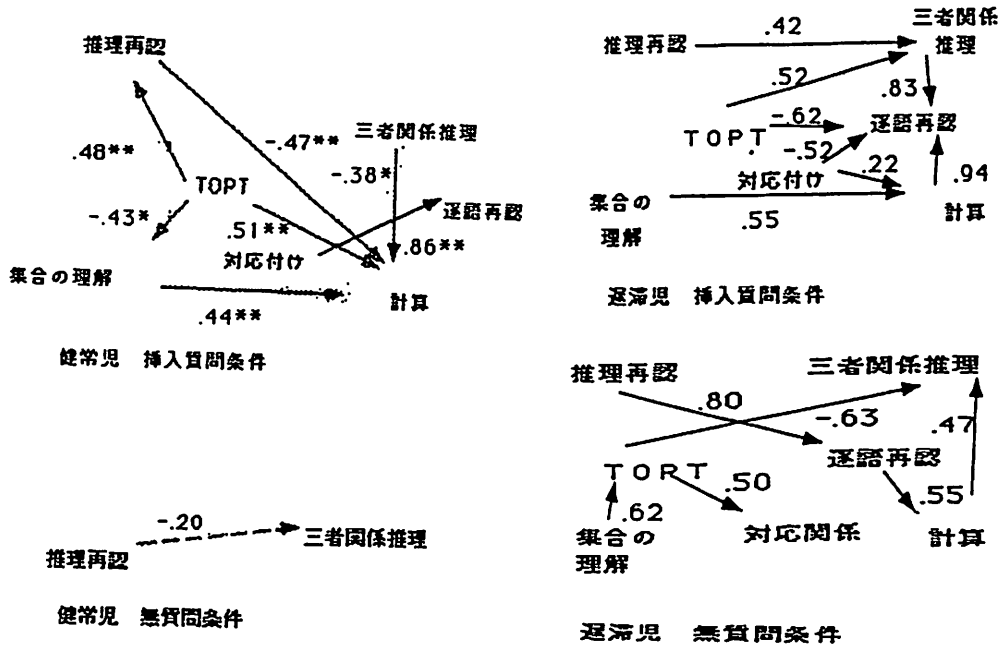 推理再認
.48**
-.47**
三者関係推理
-.38*
TOPT
-.43*
.51**
逐語再認
対応付け
.86**
集合の理解
計算
.44**
健常児 挿入質問条件
推理再認
.42
三者関係
推理
.52
.83
TOPT
-.62
逐語再認
-.52
対応付け
.22
.94
集合の
理解
.55
計算
遅滞児 挿入質問条件
-.20
推理再認
三者関係推理
健常児 無質問条件
推理再認
三者関係推理
.80
-.63
.47
逐語再認
TORT
.50
.55
.62
集合の
理解
対応関係
計算
遅滞児 無質問条件